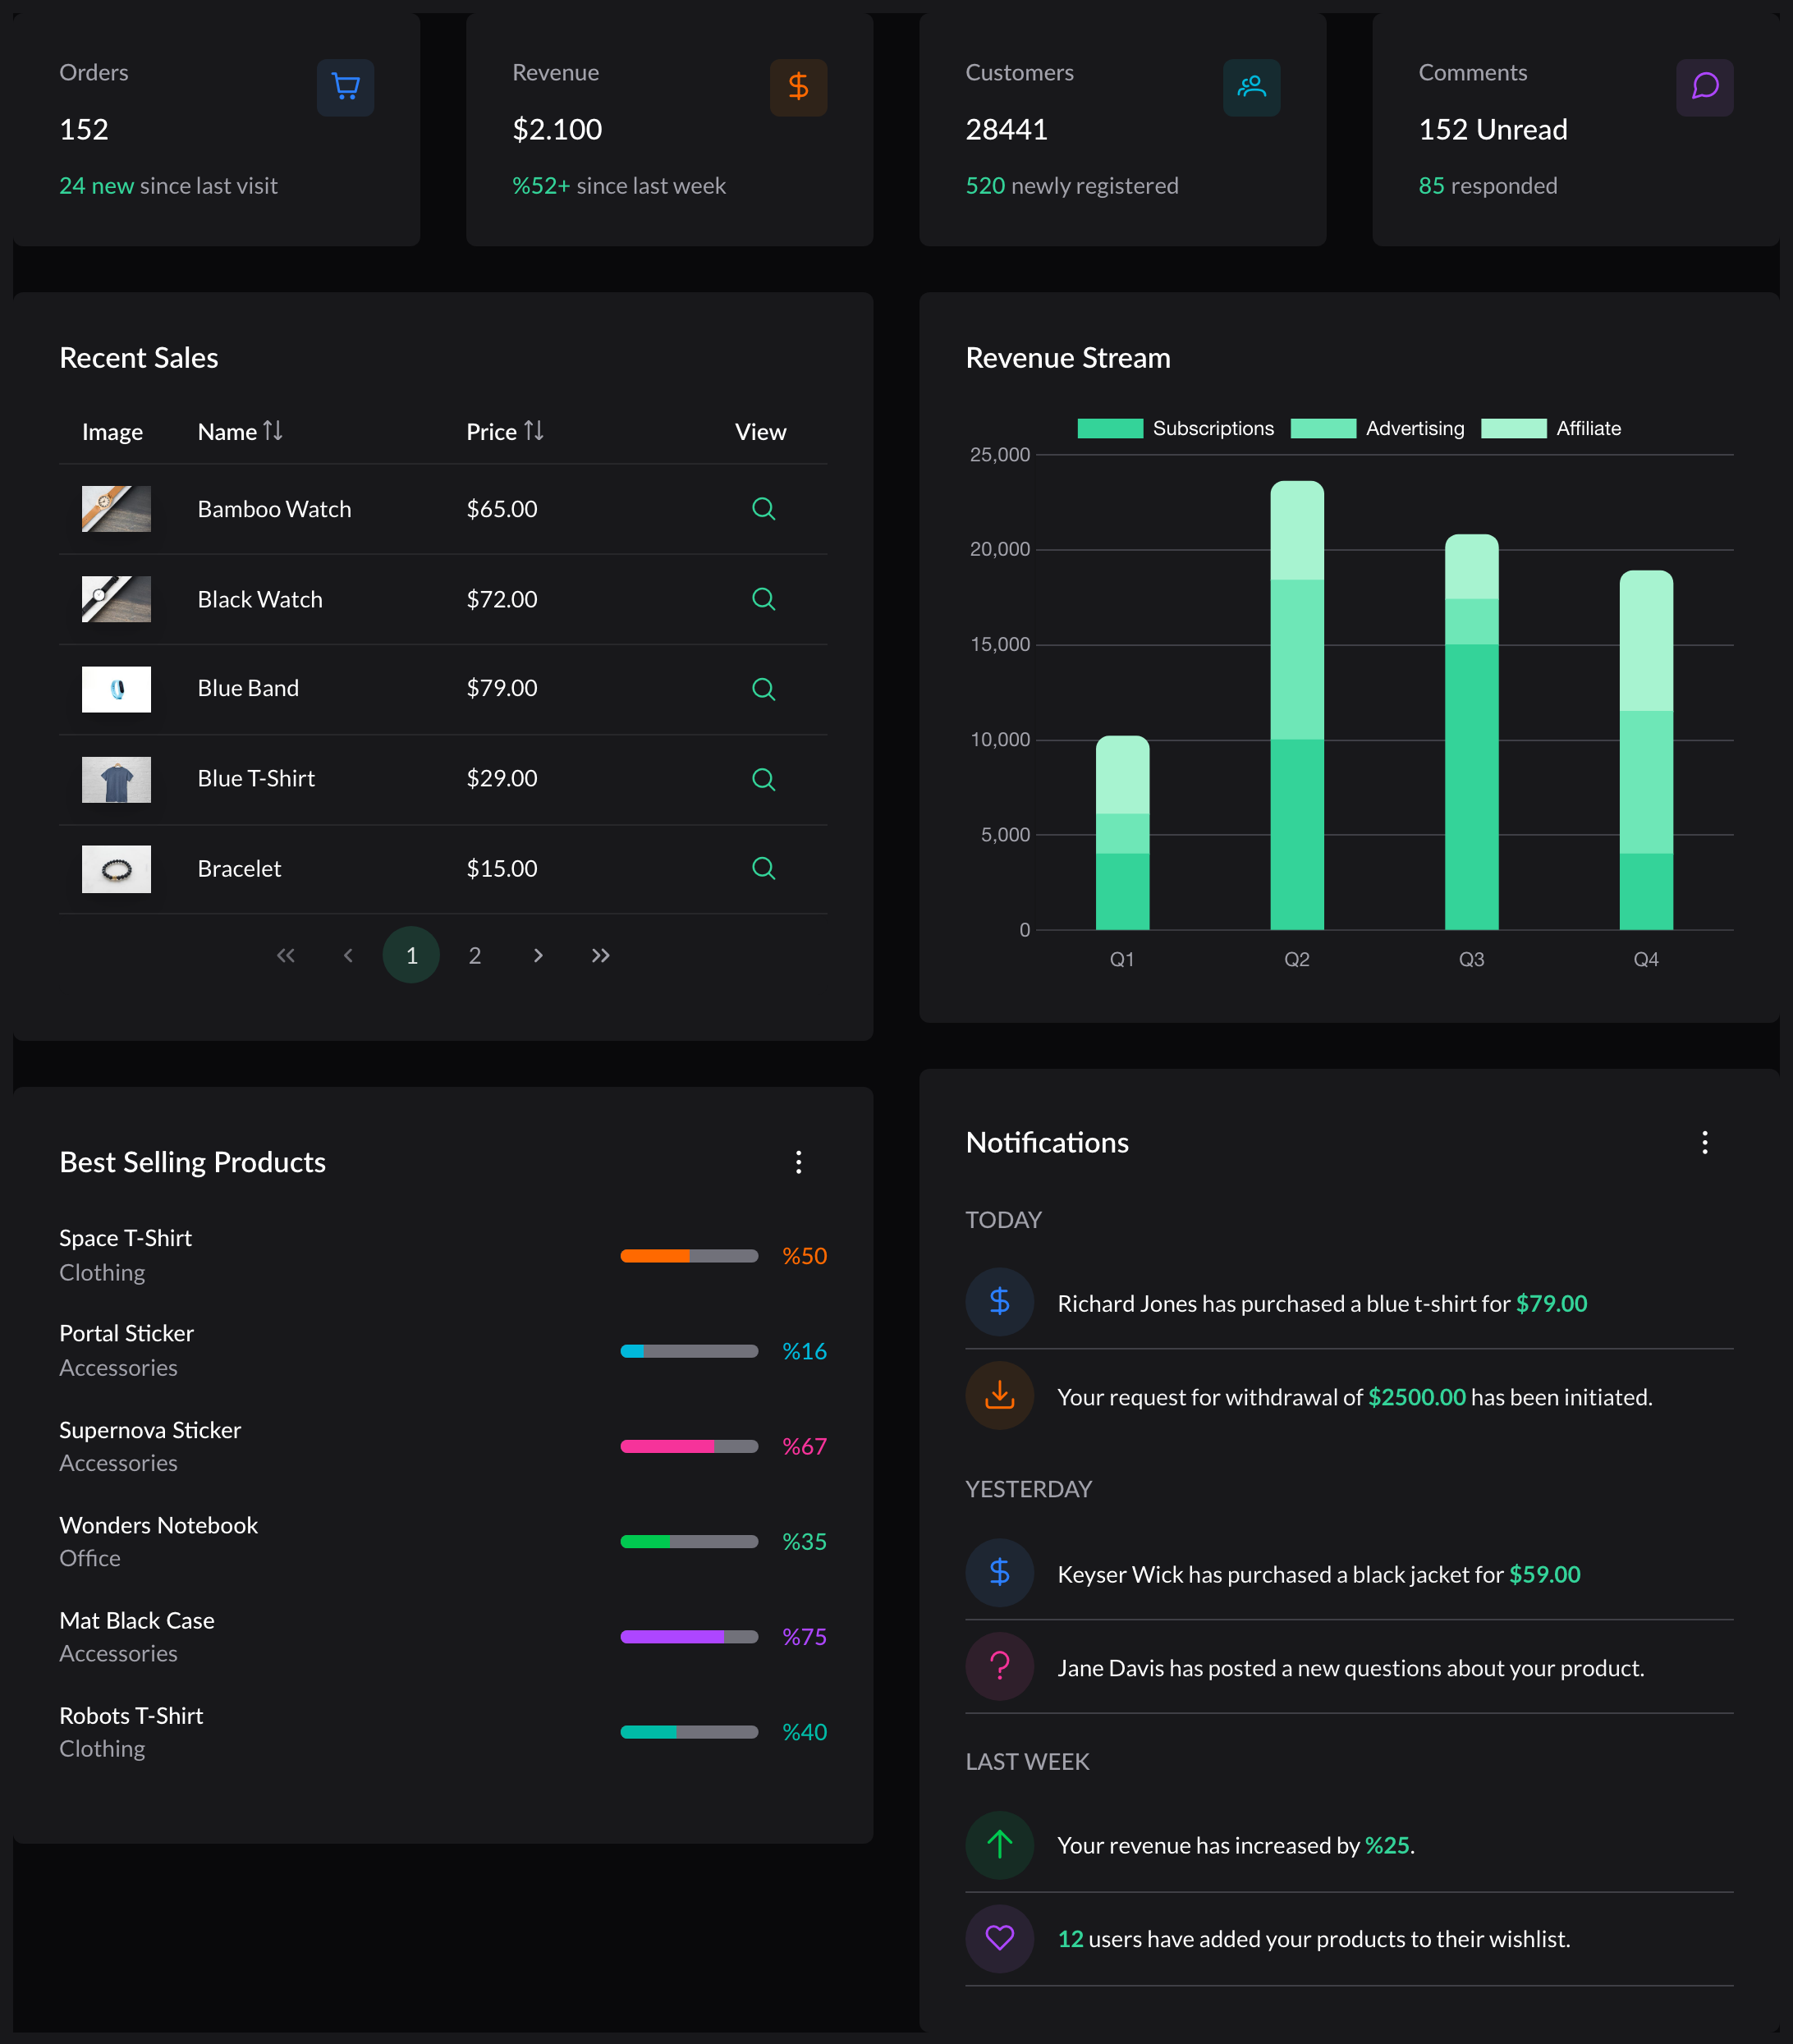 Orders
152
24 new since last visit
Revenue
$2.100
%52+ since last week
Customers
28441
520 newly registered
Comments
152 Unread
85 responded
Recent Sales
Image Name Price View
Bamboo Watch $65.00
Black Watch $72.00
Blue Band $79.00
Blue T-Shirt $29.00
Bracelet $15.00
1 2
Revenue Stream
Subscriptions Advertising Affiliate
25,000
20,000
15,000
10,000
5,000
0
Q1 Q2 Q3 Q4
Best Selling Products
Space T-Shirt
Clothing
%50
Portal Sticker
Accessories
%16
Supernova Sticker
Accessories
%67
Wonders Notebook
Office
%35
Mat Black Case
Accessories
%75
Robots T-Shirt
Clothing
%40
Notifications
TODAY
Richard Jones has purchased a blue t-shirt for $79.00
Your request for withdrawal of $2500.00 has been initiated.
YESTERDAY
Keyser Wick has purchased a black jacket for $59.00
Jane Davis has posted a new questions about your product.
LAST WEEK
Your revenue has increased by %25.
12 users have added your products to their wishlist.